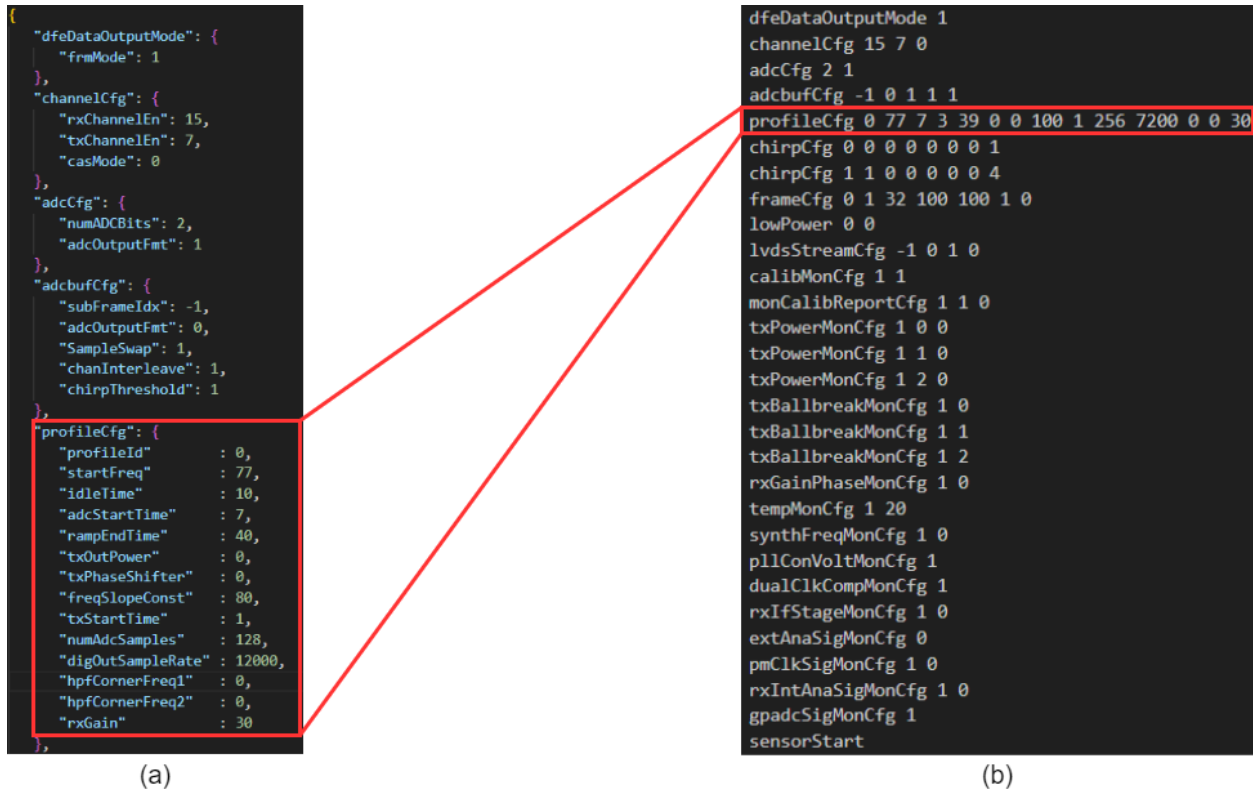 {
"dfeDataOutputMode": {
"frmMode": 1
},
"channelCfg": {
"rxChannelEn": 15,
"txChannelEn": 7,
"casMode": 0
},
"adcCfg": {
"numADCBits": 2,
"adcOutputFmt": 1
},
"adcbufCfg": {
"subFrameIdx": -1,
"adcOutputFmt": 0,
"SampleSwap": 1,
"chanInterleave": 1,
"chirpThreshold": 1
},
"profileCfg": {
"profileId" : 0,
"startFreq" : 77,
"idleTime" : 10,
"adcStartTime" : 7,
"rampEndTime" : 40,
"txOutPower" : 0,
"txPhaseShifter" : 0,
"freqSlopeConst" : 80,
"txStartTime" : 1,
"numAdcSamples" : 128,
"digOutSampleRate" : 12000,
"hpfCornerFreq1" : 0,
"hpfCornerFreq2" : 0,
"rxGain" : 30
},
(a)
dfeDataOutputMode 1
channelCfg 15 7 0
adcCfg 2 1
adcbufCfg -1 0 1 1 1
profileCfg 0 77 7 3 39 0 0 100 1 256 7200 0 0 30
chirpCfg 0 0 0 0 0 0 0 1
chirpCfg 1 1 0 0 0 0 0 4
frameCfg 0 1 32 100 100 1 0
lowPower 0 0
lvdsStreamCfg -1 0 1 0
calibMonCfg 1 1
monCalibReportCfg 1 1 0
txPowerMonCfg 1 0 0
txPowerMonCfg 1 1 0
txPowerMonCfg 1 2 0
txBallbreakMonCfg 1 0
txBallbreakMonCfg 1 1
txBallbreakMonCfg 1 2
rxGainPhaseMonCfg 1 0
tempMonCfg 1 20
synthFreqMonCfg 1 0
pllConVoltMonCfg 1
dualClkCompMonCfg 1
rxIfStageMonCfg 1 0
extAnaSigMonCfg 0
pmClkSigMonCfg 1 0
rxIntAnaSigMonCfg 1 0
gpadcSigMonCfg 1
sensorStart
(b)